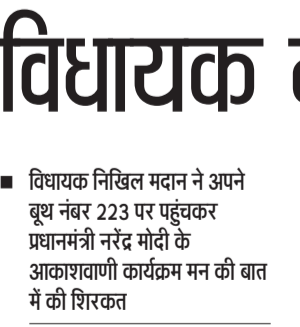 विधायक
■ विधायक निखिल मदान ने अपने
बूथ नंबर 223 पर पहुंचकर
प्रधानमंत्री नरेंद्र मोदी के
आकाशवाणी कार्यक्रम मन की बात
में की शिरकत